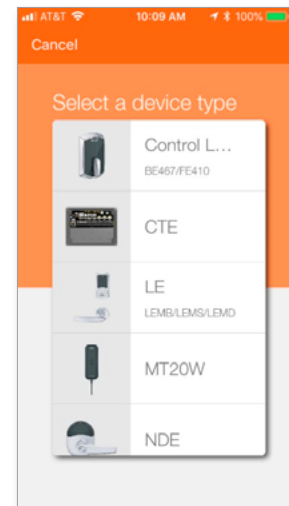 AT&T 10:09 AM 100%
Cancel
Select a device type
Control L...
BE467/FE410
CTE
LE
LEMB/LEMS/LEMD
MT20W
NDE